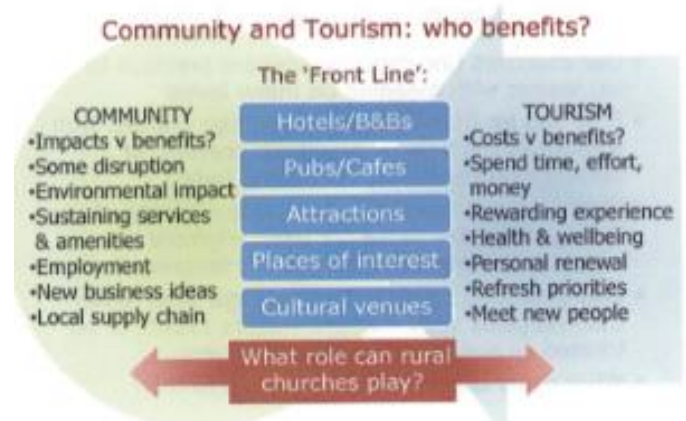 Community and Tourism: who benefits?
The 'Front Line':
COMMUNITY
•Impacts v benefits?
•Some disruption
•Environmental impact
•Sustaining services
& amenities
•Employment
•New business ideas
•Local supply chain
Hotels/B&Bs
Pubs/Cafes
Attractions
Places of interest
Cultural venues
TOURISM
•Costs v benefits?
•Spend time, effort,
money
•Rewarding experience
•Health & wellbeing
•Personal renewal
•Refresh priorities
•Meet new people
What role can rural
churches play?